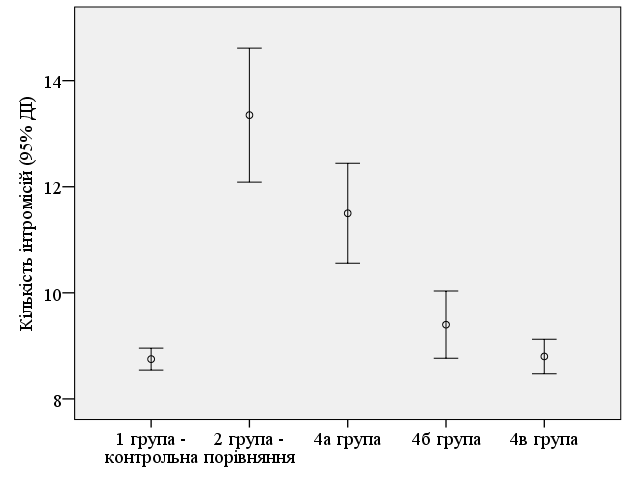 Кількість інтромісій (95% ДІ)
14
12
10
8
1 група - 2 група - 4а група 4б група 4в група
контрольна порівняння